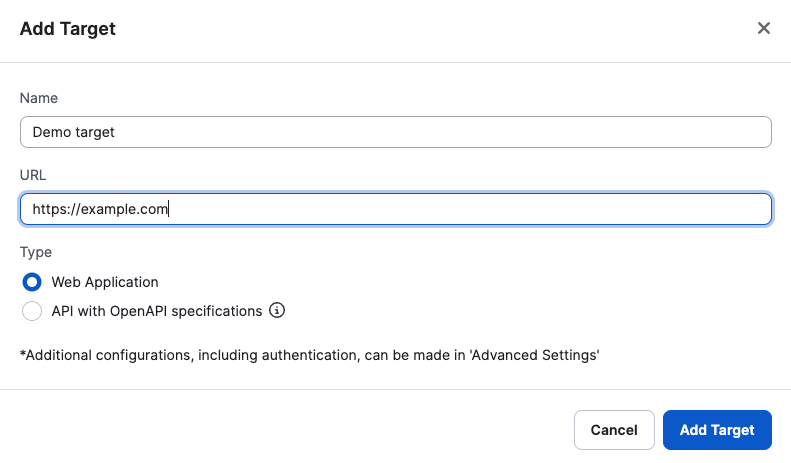 Add Target
Name
Demo target
URL
https://example.com
Type
Web Application
API with OpenAPI specifications
*Additional configurations, including authentication, can be made in 'Advanced Settings'
Cancel
Add Target